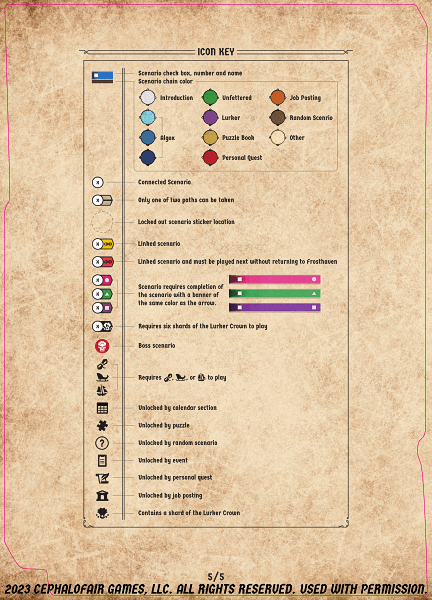 ICON KEY
Scenario check box, number and name
Scenario chain color
Introduction Unfettered Job Posting
Lurker Random Scenrio
Algox Puzzle Book Other
Personal Quest
Connected Scenario
Only one of two paths can be taken
Locked out scenario sticker location
Linked scenario
Linked scenario and must be played next without returning to Frosthaven
Scenario requires completion of
the scenario with a banner of
the same color as the arrow.
Requires six shards of the Lurker Crown to play
Boss scenario
Requires , , or to play
Unlocked by calendar section
Unlocked by puzzle
? Unlocked by random scenario
Unlocked by event
Unlocked by personal quest
Unlocked by job posting
Contains a shard of the Lurker Crown
5/5
2023 CEPHALOFAIR GAMES, LLC. ALL RIGHTS RESERVED. USED WITH PERMISSION.